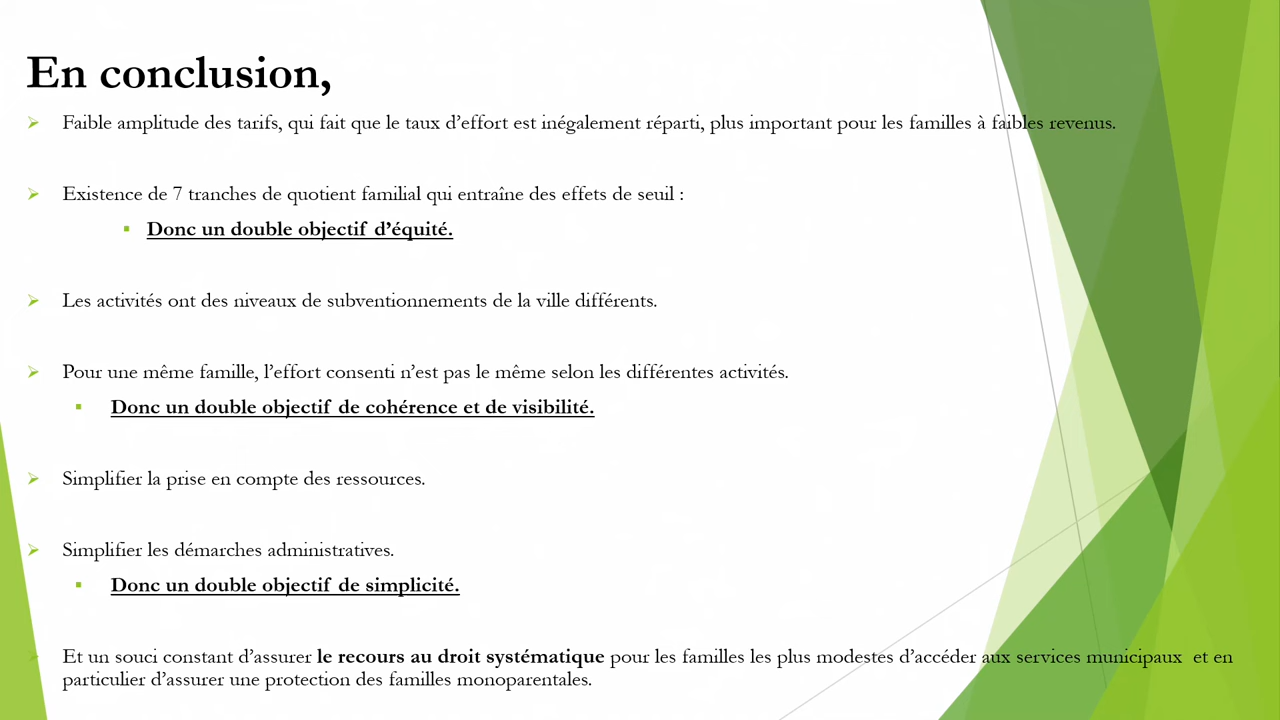 En conclusion,
Faible amplitude des tarifs, qui fait que le taux d’effort est inégalement réparti, plus important pour les familles à faibles revenus.
Existence de 7 tranches de quotient familial qui entraîne des effets de seuil :
Donc un double objectif d’équité.
Les activités ont des niveaux de subventionnements de la ville différents.
Pour une même famille, l’effort consenti n’est pas le même selon les différentes activités.
Donc un double objectif de cohérence et de visibilité.
Simplifier la prise en compte des ressources.
Simplifier les démarches administratives.
Donc un double objectif de simplicité.
Et un souci constant d’assurer le recours au droit systématique pour les familles les plus modestes d’accéder aux services municipaux et en
particulier d’assurer une protection des familles monoparentales.